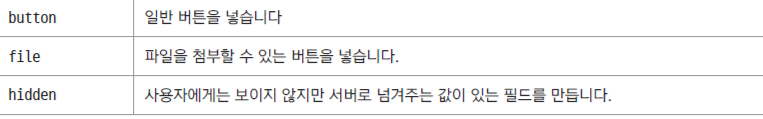 button 일반 버튼을 넣습니다
file 파일을 첨부할 수 있는 버튼을 넣습니다.
hidden 사용자에게는 보이지 않지만 서버로 넘겨주는 값이 있는 필드를 만듭니다.